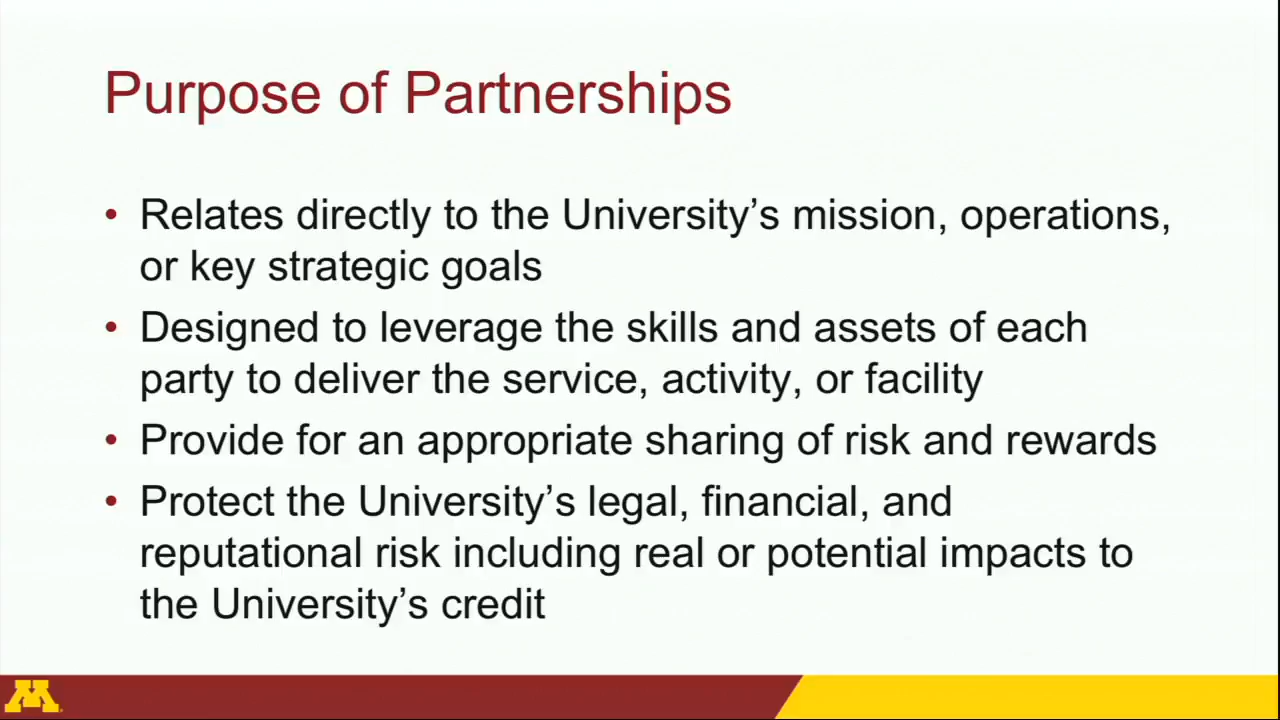 Purpose of Partnerships
• Relates directly to the University’s mission, operations,
or key strategic goals
• Designed to leverage the skills and assets of each
party to deliver the service, activity, or facility
• Provide for an appropriate sharing of risk and rewards
• Protect the University’s legal, financial, and
reputational risk including real or potential impacts to
the University’s credit
M